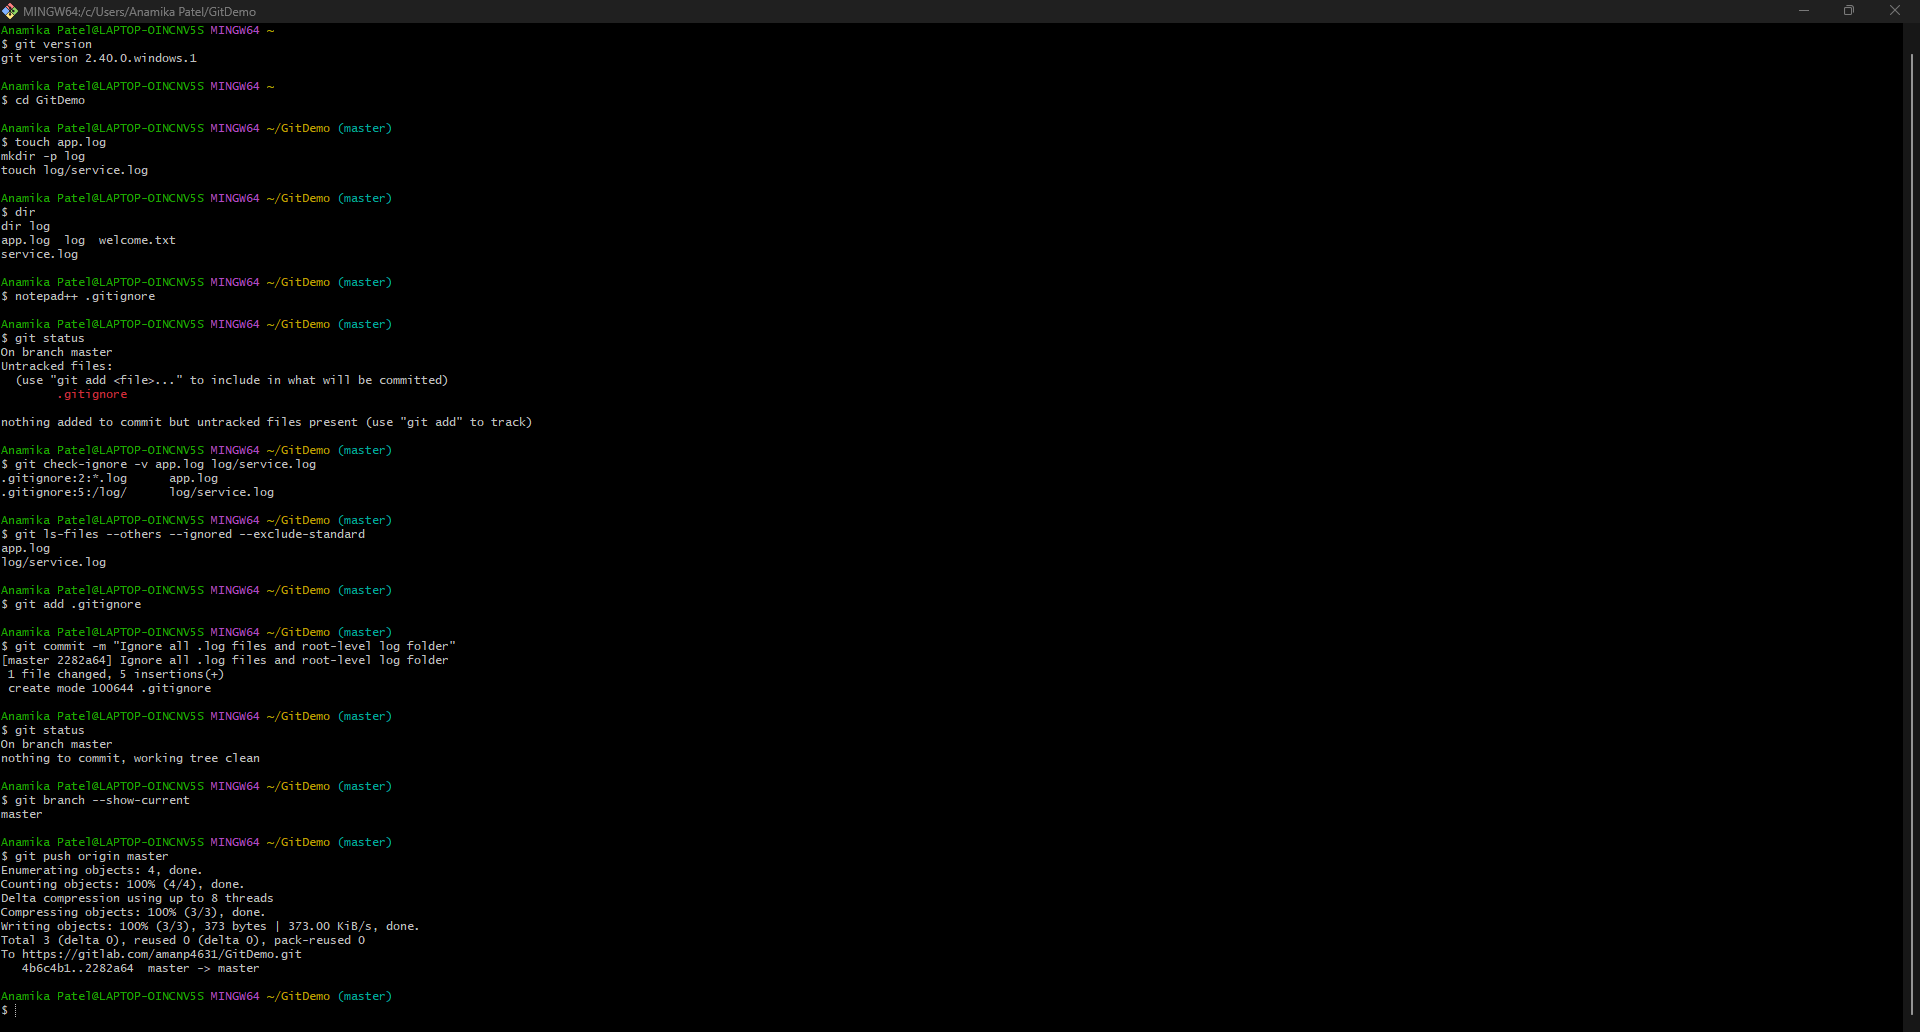 MINGW64:/c/Users/Anamika Patel/GitDemo
Anamika Patel@LAPTOP-OINCNV5S MINGW64 ~
$ git version
git version 2.40.0.windows.1
Anamika Patel@LAPTOP-OINCNV5S MINGW64 ~
$ cd GitDemo
Anamika Patel@LAPTOP-OINCNV5S MINGW64 ~/GitDemo (master)
$ touch app.log
mkdir -p log
touch log/service.log
Anamika Patel@LAPTOP-OINCNV5S MINGW64 ~/GitDemo (master)
$ dir
dir log
app.log  log  welcome.txt
service.log
Anamika Patel@LAPTOP-OINCNV5S MINGW64 ~/GitDemo (master)
$ notepad++ .gitignore
Anamika Patel@LAPTOP-OINCNV5S MINGW64 ~/GitDemo (master)
$ git status
On branch master
Untracked files:
  (use "git add <file>..." to include in what will be committed)
        .gitignore
nothing added to commit but untracked files present (use "git add" to track)
Anamika Patel@LAPTOP-OINCNV5S MINGW64 ~/GitDemo (master)
$ git check-ignore -v app.log log/service.log
.gitignore:2:*.log      app.log
.gitignore:5:/log/      log/service.log
Anamika Patel@LAPTOP-OINCNV5S MINGW64 ~/GitDemo (master)
$ git ls-files --others --ignored --exclude-standard
app.log
log/service.log
Anamika Patel@LAPTOP-OINCNV5S MINGW64 ~/GitDemo (master)
$ git add .gitignore
Anamika Patel@LAPTOP-OINCNV5S MINGW64 ~/GitDemo (master)
$ git commit -m "Ignore all .log files and root-level log folder"
[master 2282a64] Ignore all .log files and root-level log folder
 1 file changed, 5 insertions(+)
 create mode 100644 .gitignore
Anamika Patel@LAPTOP-OINCNV5S MINGW64 ~/GitDemo (master)
$ git status
On branch master
nothing to commit, working tree clean
Anamika Patel@LAPTOP-OINCNV5S MINGW64 ~/GitDemo (master)
$ git branch --show-current
master
Anamika Patel@LAPTOP-OINCNV5S MINGW64 ~/GitDemo (master)
$ git push origin master
Enumerating objects: 4, done.
Counting objects: 100% (4/4), done.
Delta compression using up to 8 threads
Compressing objects: 100% (3/3), done.
Writing objects: 100% (3/3), 373 bytes | 373.00 KiB/s, done.
Total 3 (delta 0), reused 0 (delta 0), pack-reused 0
To https://gitlab.com/amanp4631/GitDemo.git
   4b6c4b1..2282a64  master -> master
Anamika Patel@LAPTOP-OINCNV5S MINGW64 ~/GitDemo (master)
$